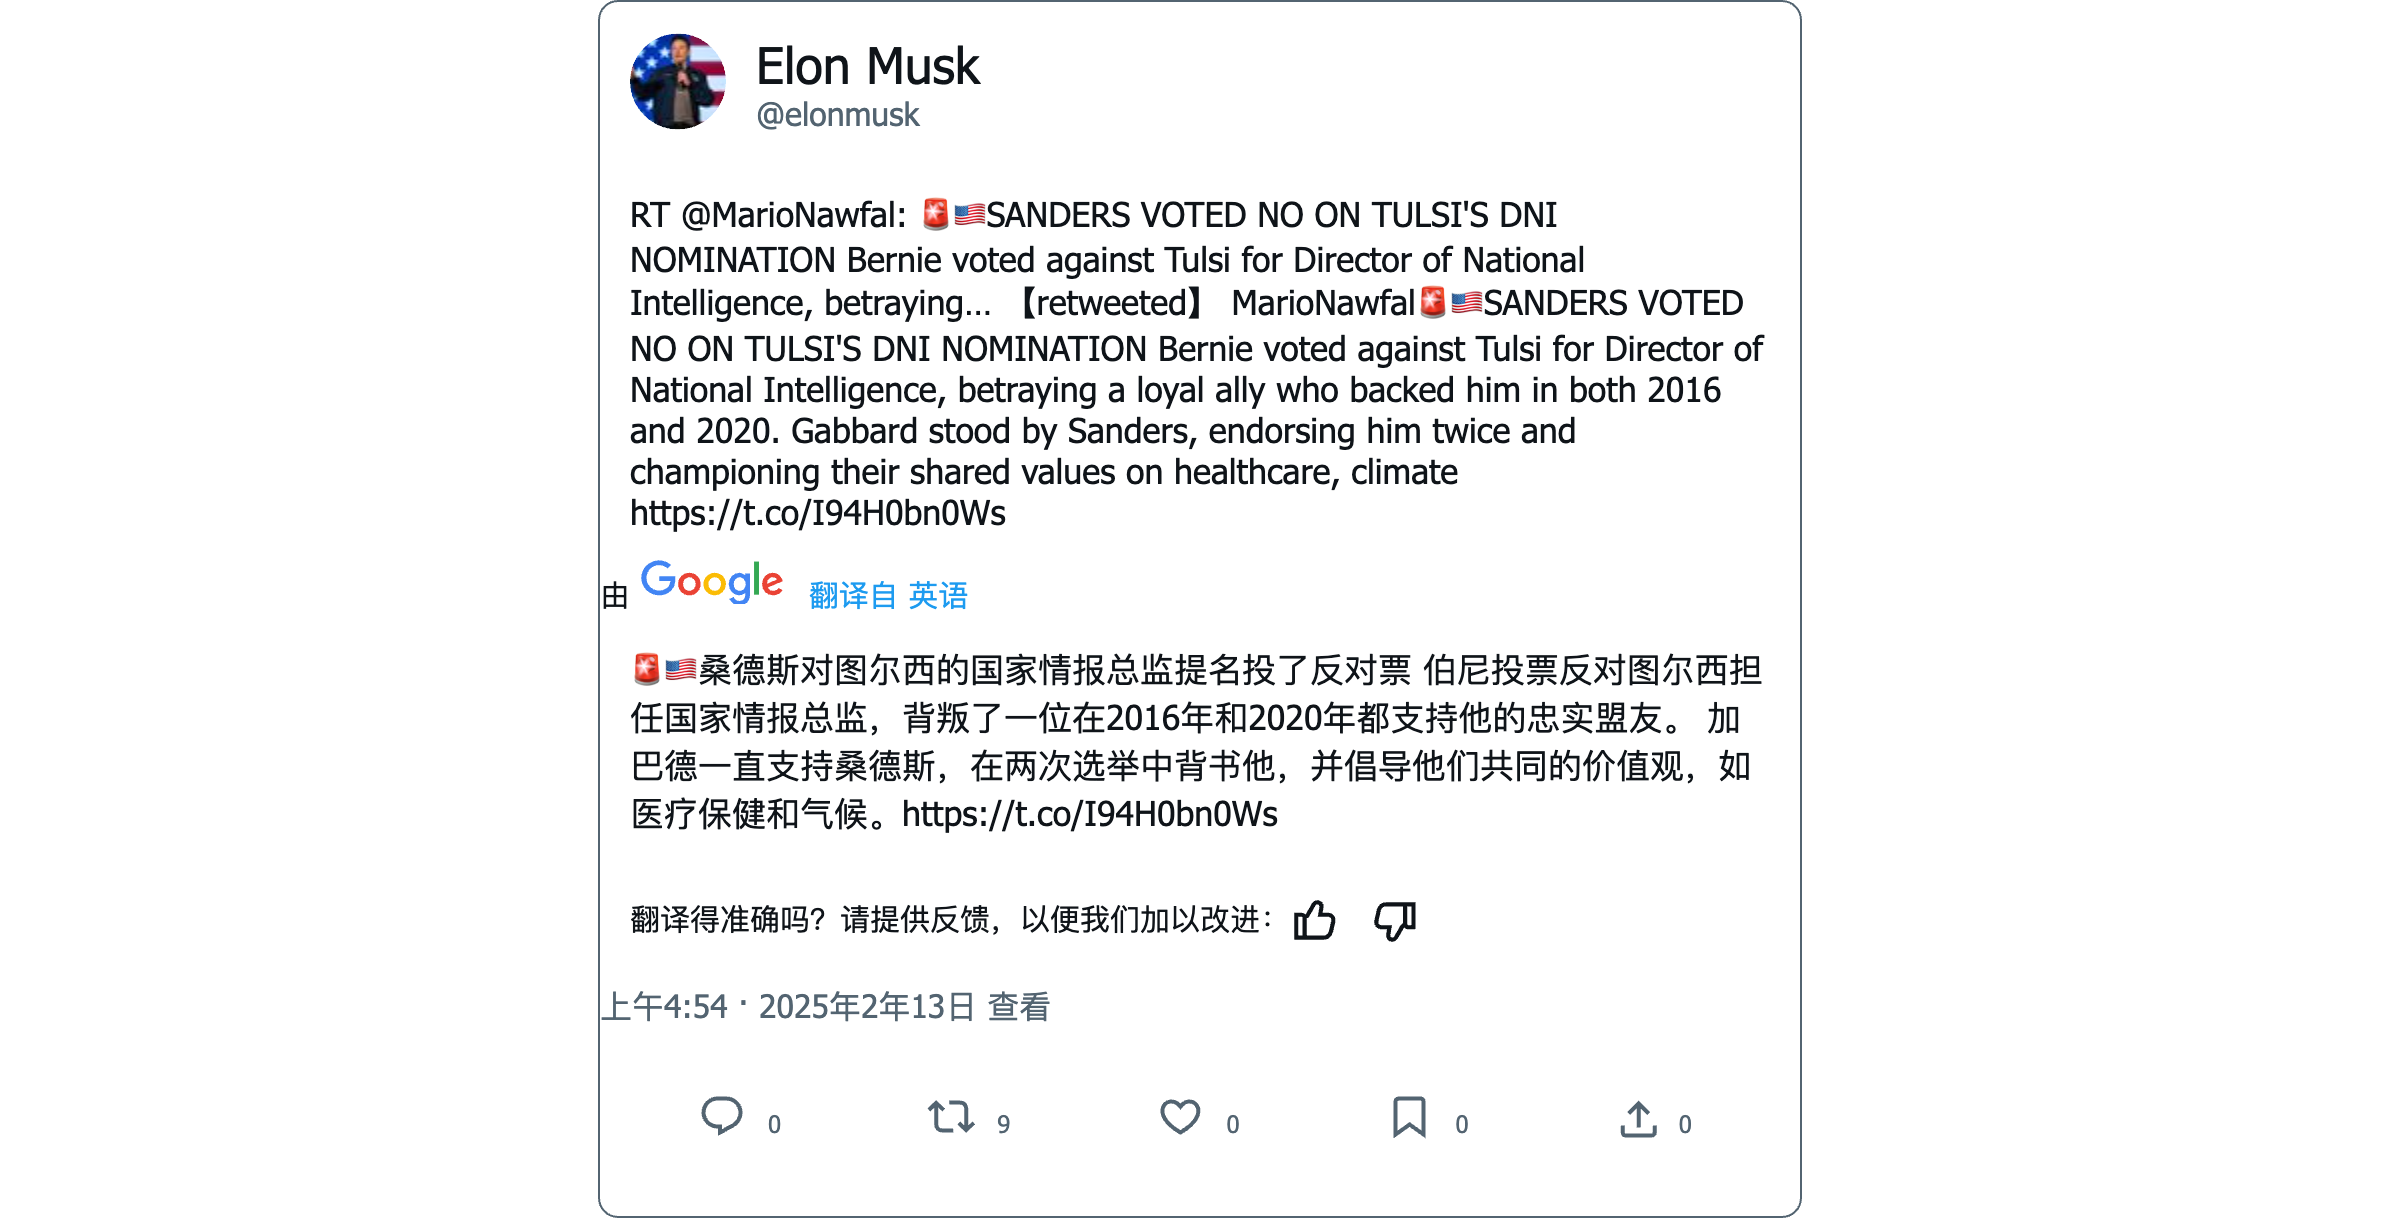 Elon Musk
@elonmusk
RT @MarioNawfal: 🚨🇺🇸SANDERS VOTED NO ON TULSI'S DNI
NOMINATION Bernie voted against Tulsi for Director of National
Intelligence, betraying... 【retweeted】 MarioNawfal🚨🇺🇸SANDERS VOTED
NO ON TULSI'S DNI NOMINATION Bernie voted against Tulsi for Director of
National Intelligence, betraying a loyal ally who backed him in both 2016
and 2020. Gabbard stood by Sanders, endorsing him twice and
championing their shared values on healthcare, climate
https://t.co/I94H0bn0Ws
由 Google 翻译自 英语
🚨🇺🇸桑德斯对图尔西的国家情报总监提名投了反对票 伯尼投票反对图尔西担
任国家情报总监，背叛了一位在2016年和2020年都支持他的忠实盟友。 加
巴德一直支持桑德斯，在两次选举中背书他，并倡导他们共同的价值观，如
医疗保健和气候。https://t.co/I94H0bn0Ws
翻译得准确吗？请提供反馈，以便我们加以改进：
上午4:54 · 2025年2年13日 查看
0 9 0 0 0